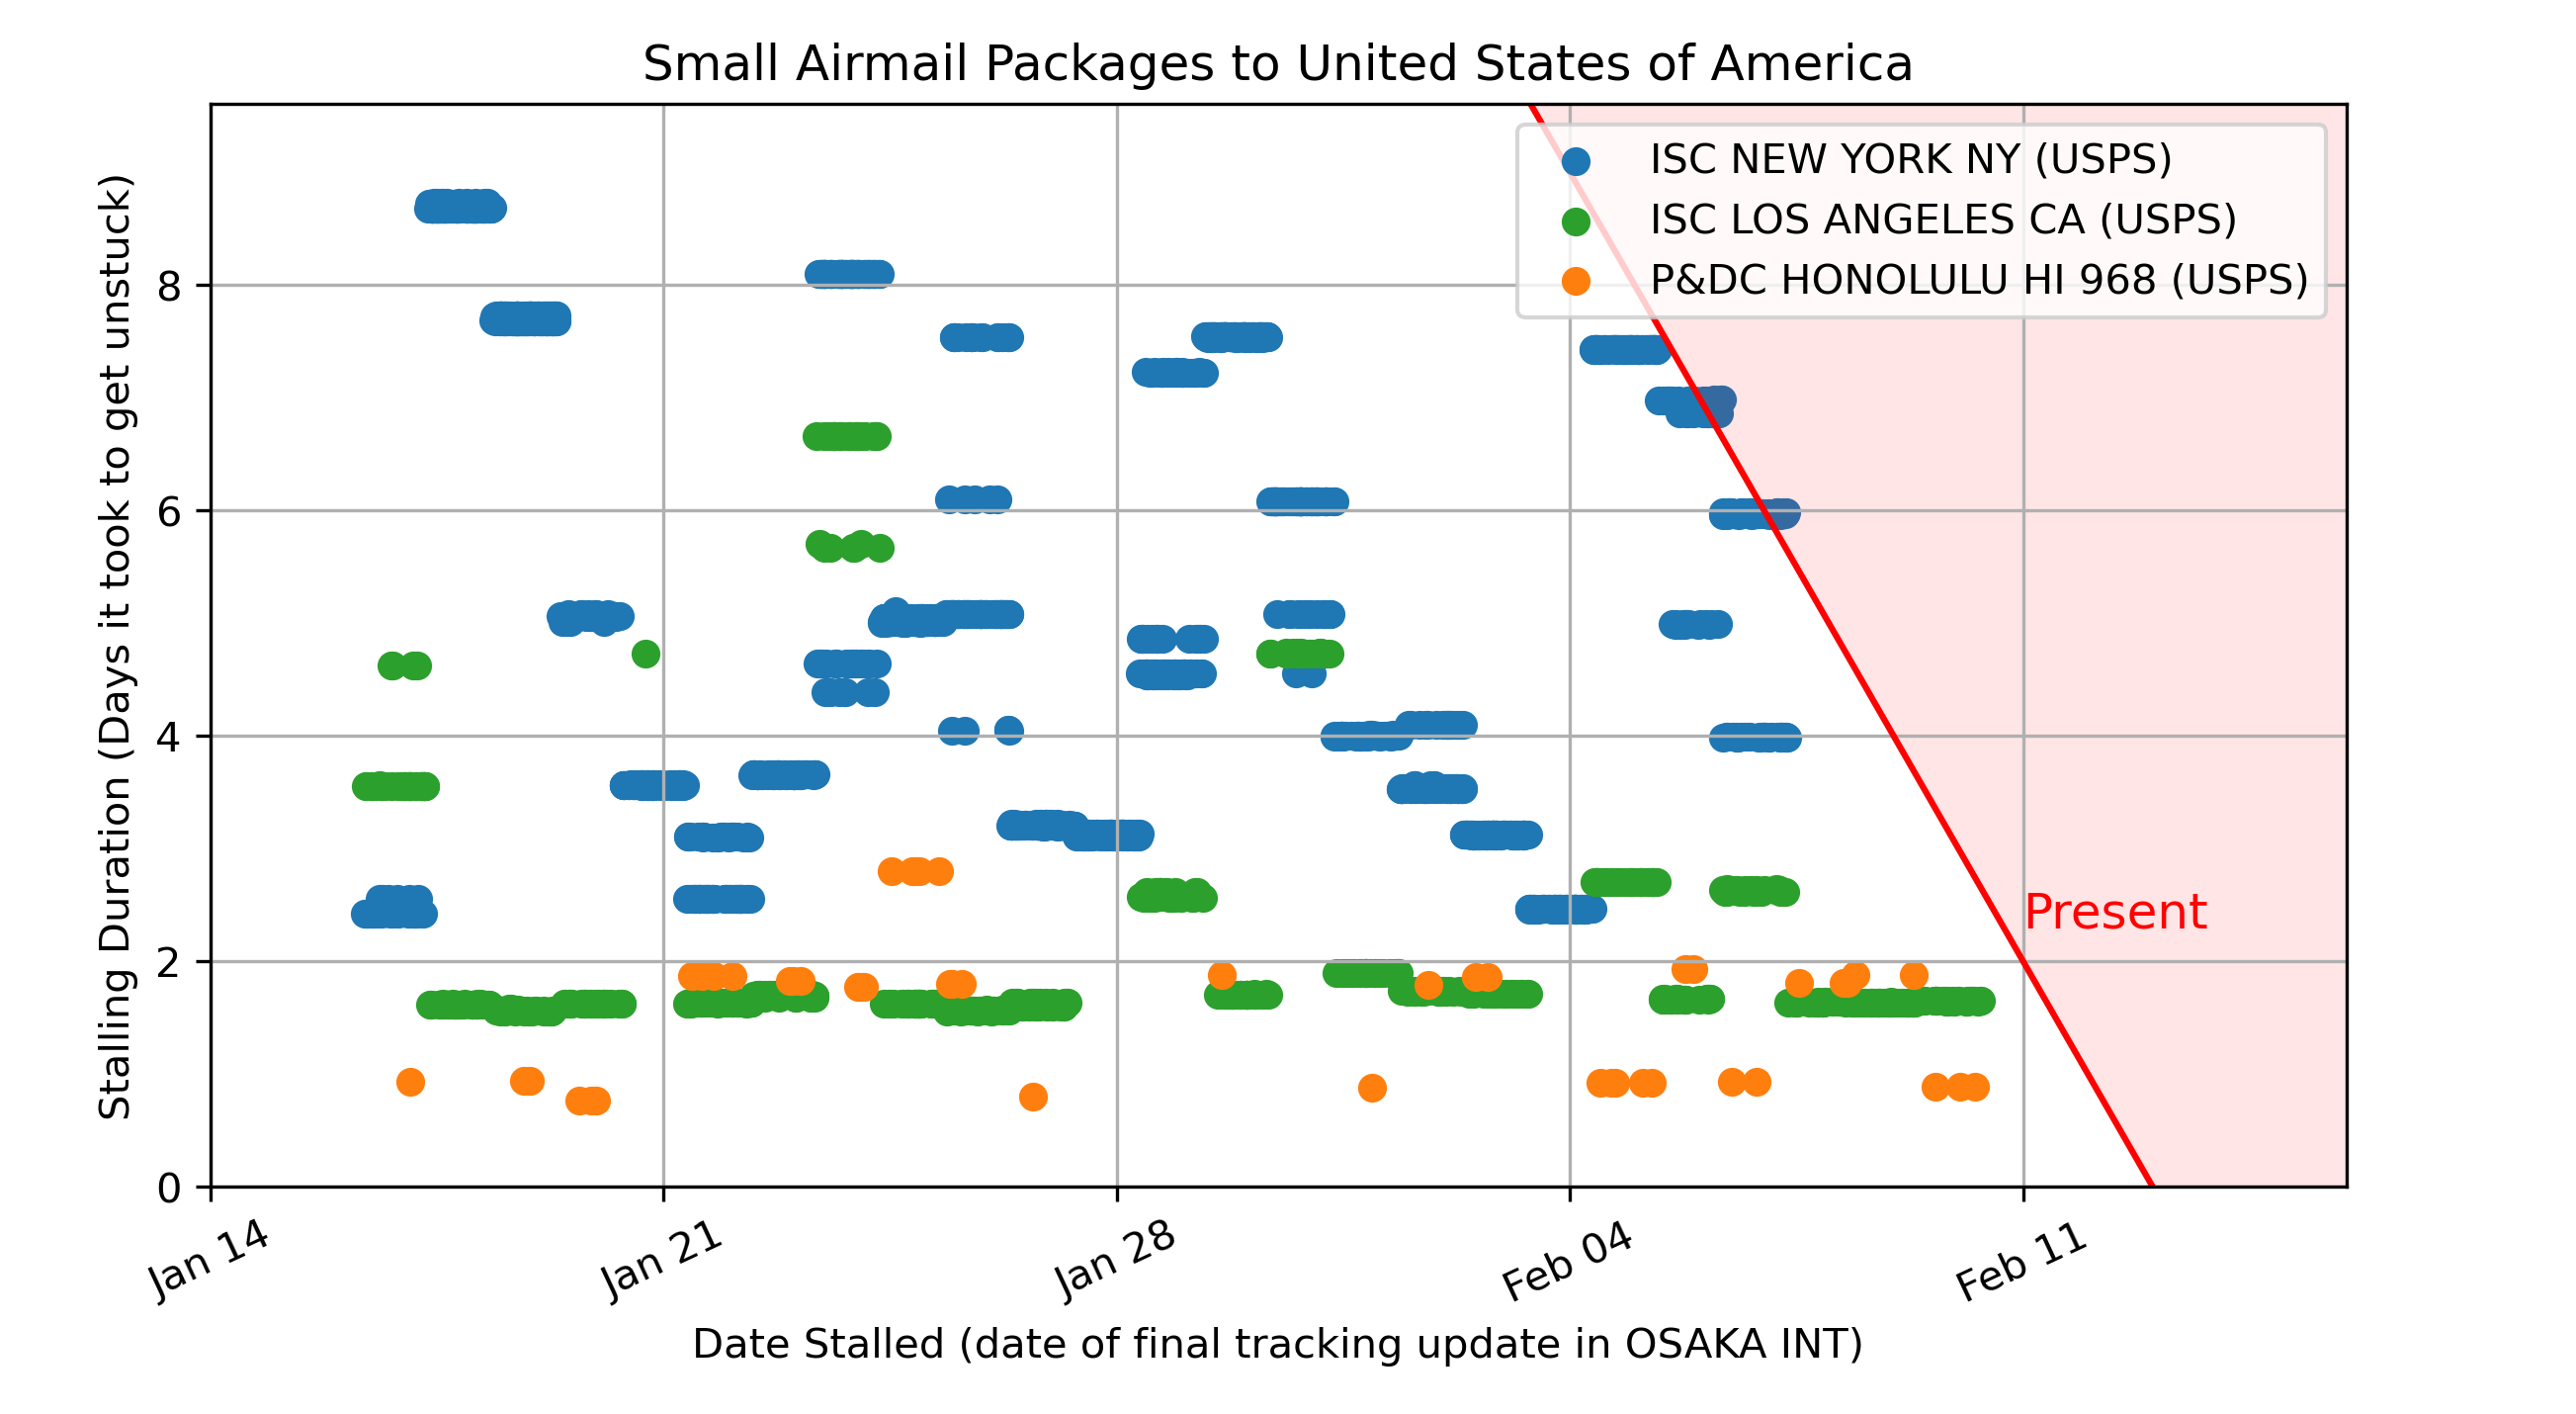 Small Airmail Packages to United States of America
ISC NEW YORK NY (USPS)
ISC LOS ANGELES CA (USPS)
P&DC HONOLULU HI 968 (USPS)
Stalling Duration (Days it took to get unstuck)
8
6
4
2
0
Present
Jan 14
Jan 21
Jan 28
Feb 04
Feb 11
Date Stalled (date of final tracking update in OSAKA INT)